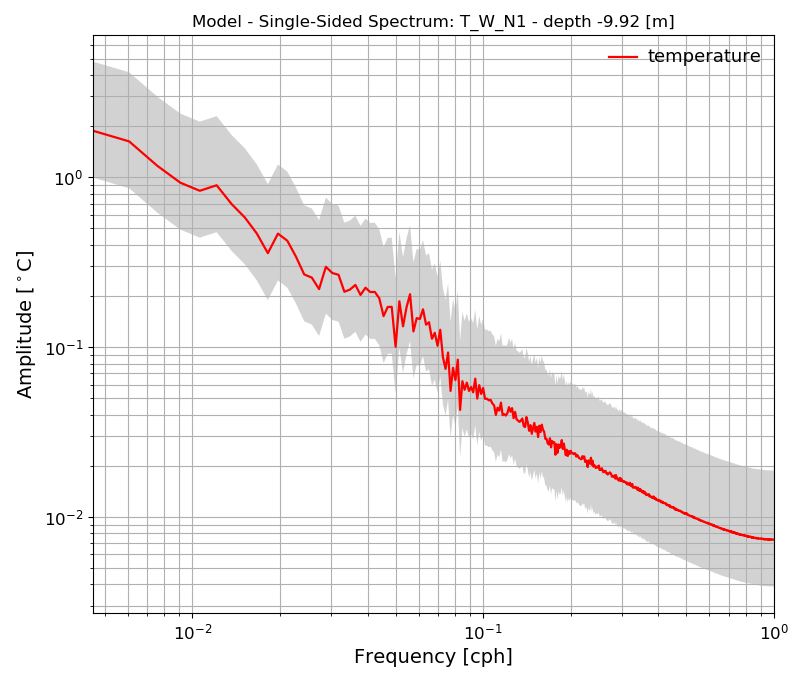 Model - Single-Sided Spectrum: T_W_N1 - depth -9.92 [m]
temperature
Amplitude [ °C]
10⁰
10⁻¹
10⁻²
10⁻²
10⁻¹
10⁰
Frequency [cph]